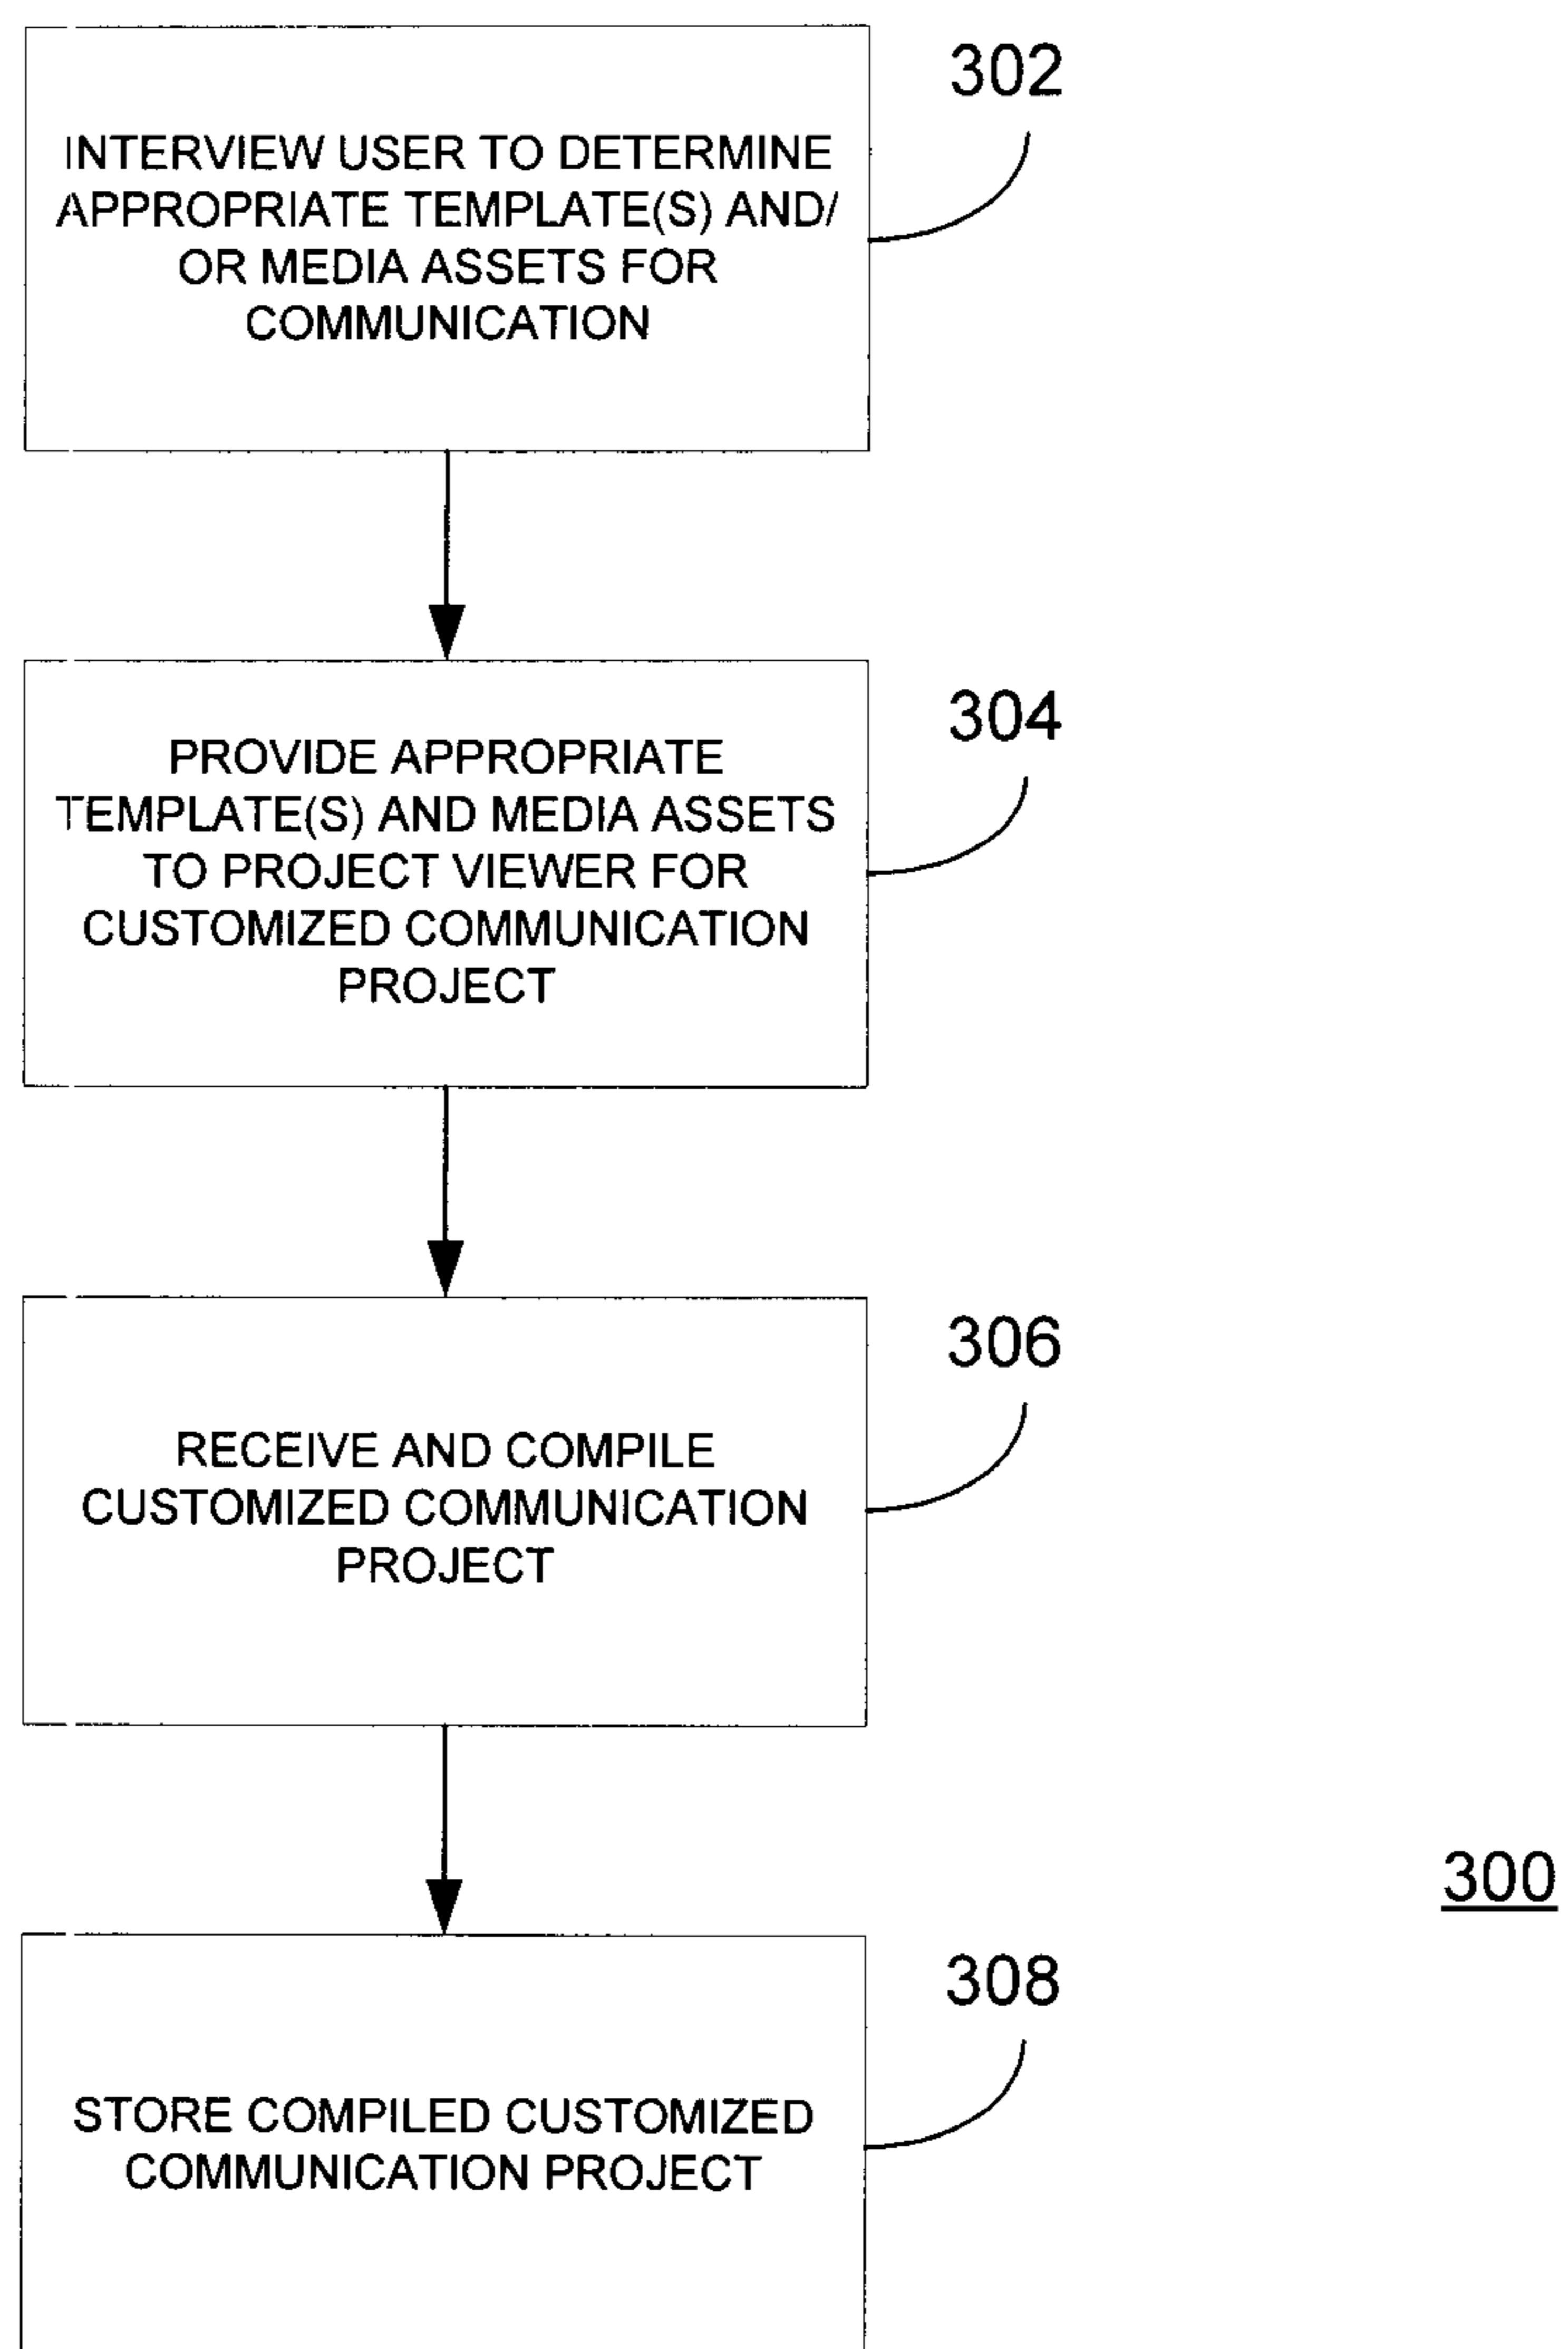 302
INTERVIEW USER TO DETERMINE
APPROPRIATE TEMPLATE(S) AND/
OR MEDIA ASSETS FOR
COMMUNICATION
304
PROVIDE APPROPRIATE
TEMPLATE(S) AND MEDIA ASSETS
TO PROJECT VIEWER FOR
CUSTOMIZED COMMUNICATION
PROJECT
306
RECEIVE AND COMPILE
CUSTOMIZED COMMUNICATION
PROJECT
300
308
STORE COMPILED CUSTOMIZED
COMMUNICATION PROJECT